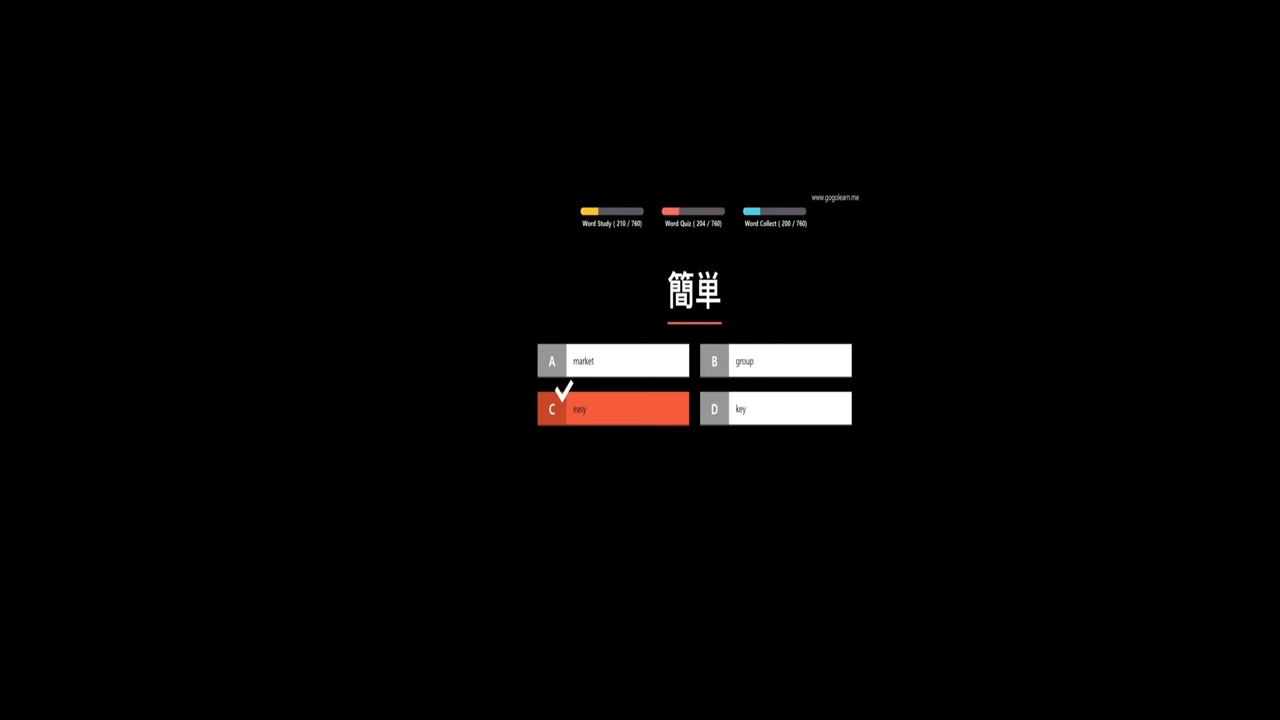 www.gogolearn.me
Word Study ( 210 / 760)
Word Quiz ( 204 / 760)
Word Collect ( 200 / 760)
簡単
A market
B group
C easy
D key